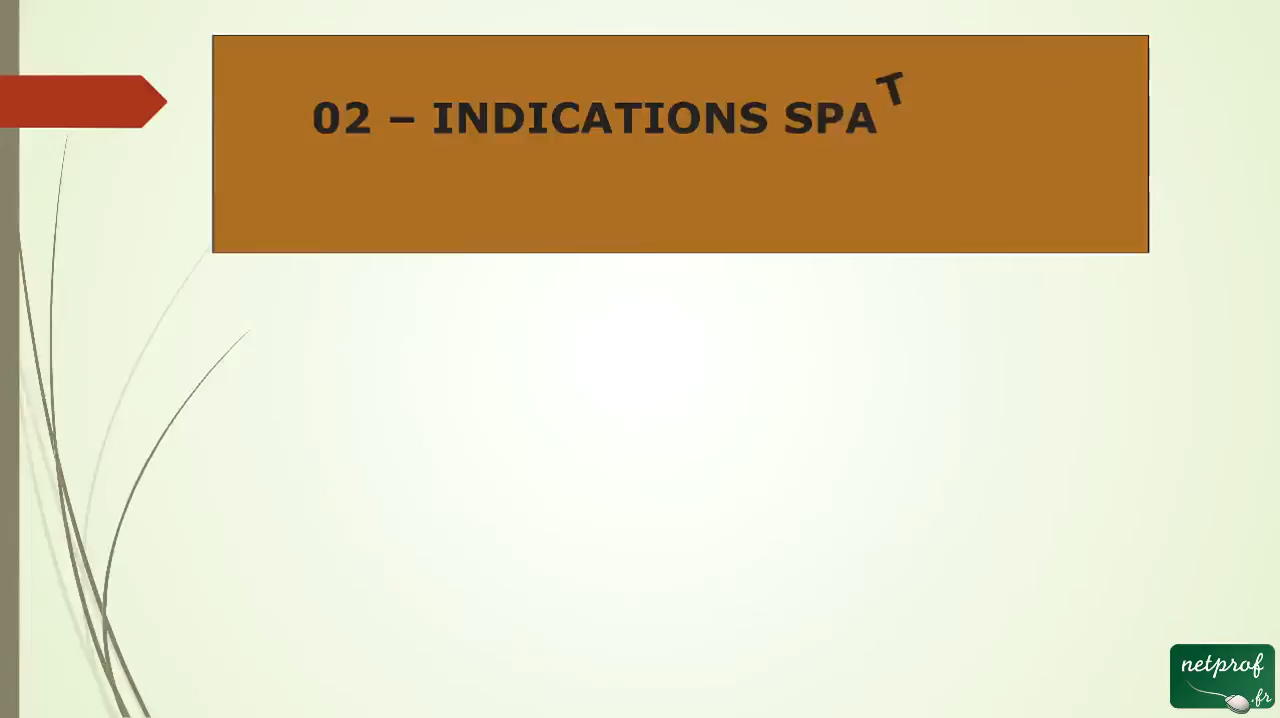 02 – INDICATIONS SPAT
netprof
.fr